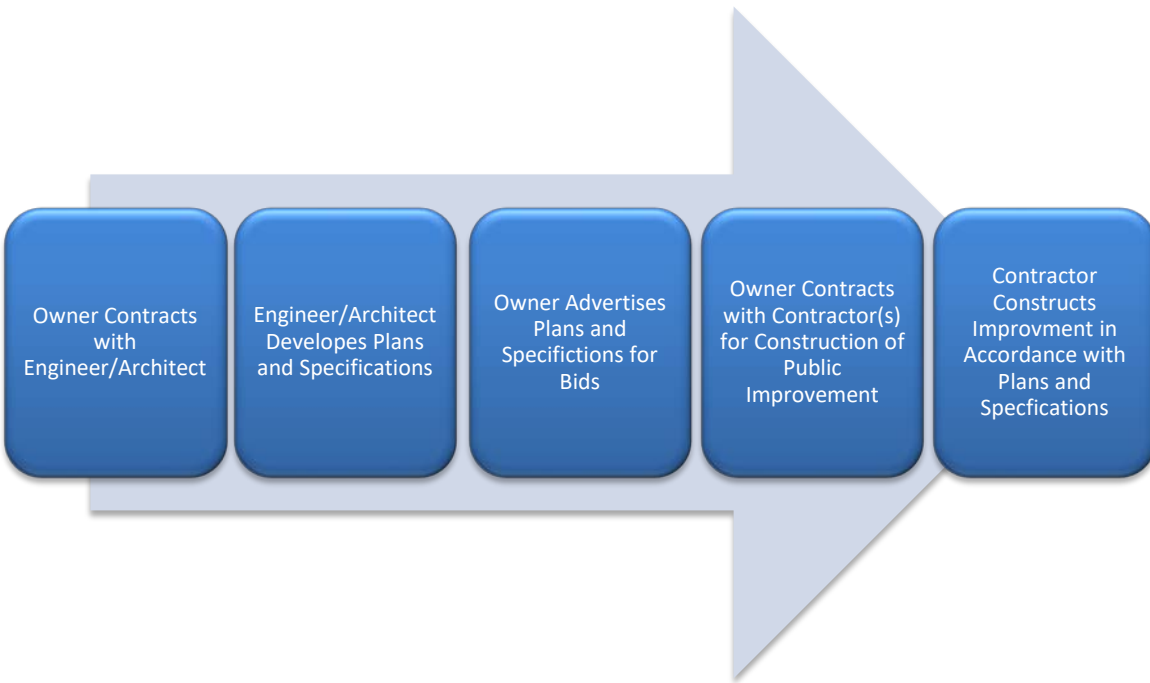 Owner Contracts
with
Engineer/Architect
Engineer/Architect
Developes Plans
and Specifications
Owner Advertises
Plans and
Specifictions for
Bids
Owner Contracts
with Contractor(s)
for Construction of
Public
Improvement
Contractor
Constructs
Improvment in
Accordance with
Plans and
Specfications